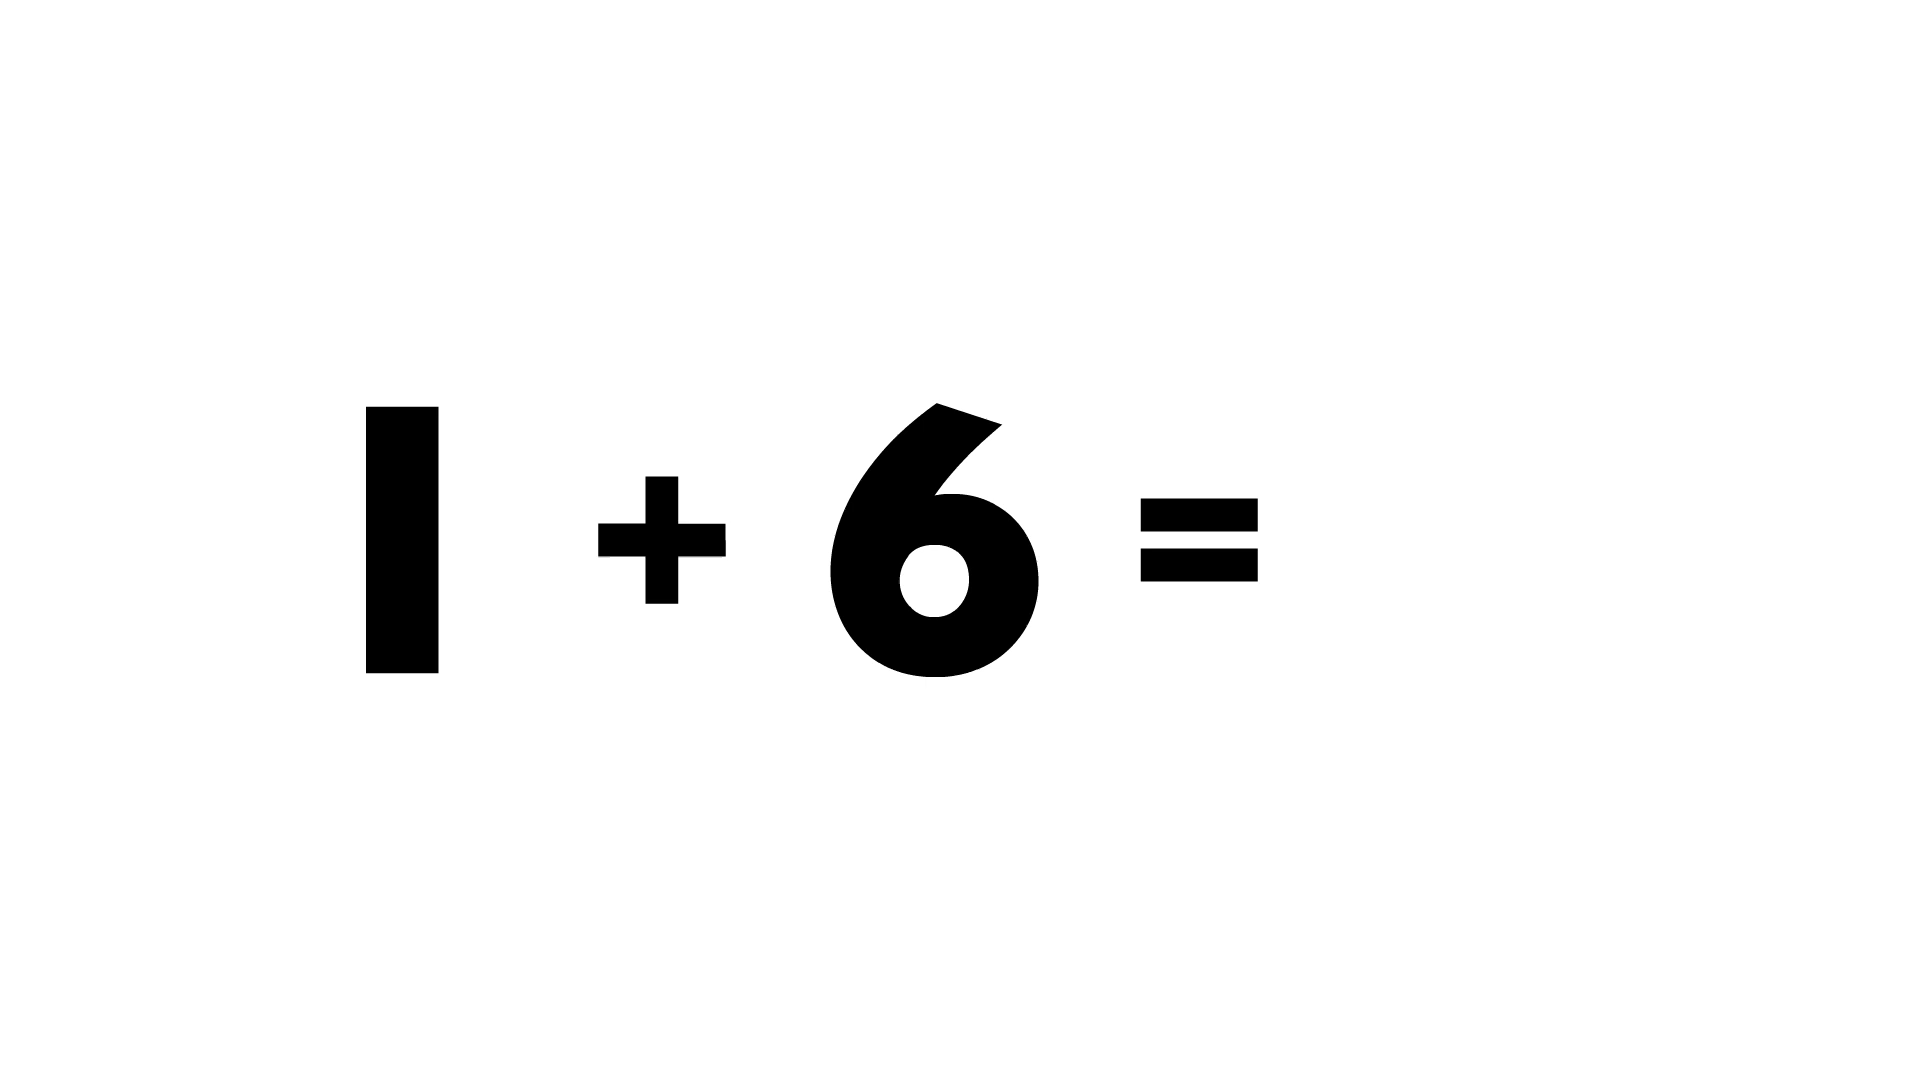 1 + 6 =